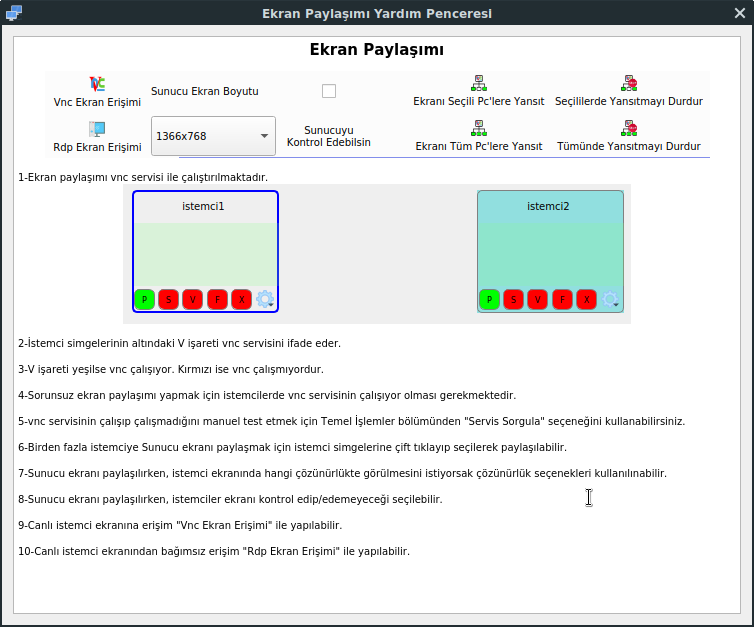 Ekran Paylaşımı Yardım Penceresi
Ekran Paylaşımı
Vnc Ekran Erişimi
Sunucu Ekran Boyutu
Ekranı Seçili Pc'lere Yansıt
Seçililerde Yansıtmayı Durdur
Rdp Ekran Erişimi
1366x768
Sunucuyu
Kontrol Edebilsin
Ekranı Tüm Pc'lere Yansıt
Tümünde Yansıtmayı Durdur
1-Ekran paylaşımı vnc servisi ile çalıştırılmaktadır.
istemci1
istemci2
P S V F X
P S V F X
2-İstemci simgelerinin altındaki V işareti vnc servisini ifade eder.
3-V işareti yeşilse vnc çalışıyor. Kırmızı ise vnc çalışmıyordur.
4-Sorunsuz ekran paylaşımı yapmak için istemcilerde vnc servisinin çalışıyor olması gerekmektedir.
5-vnc servisinin çalışıp çalışmadığını manuel test etmek için Temel İşlemler bölümünden "Servis Sorgula" seçeneğini kullanabilirsiniz.
6-Birden fazla istemciye Sunucu ekranı paylaşmak için istemci simgelerine çift tıklayıp seçilerek paylaşılabilir.
7-Sunucu ekranı paylaşılırken, istemci ekranında hangi çözünürlükte görülmesini istiyorsak çözünürlük seçenekleri kullanılınabilir.
8-Sunucu ekranı paylaşılırken, istemciler ekranı kontrol edip/edemeyeceği seçilebilir.
9-Canlı istemci ekranına erişim "Vnc Ekran Erişimi" ile yapılabilir.
10-Canlı istemci ekranından bağımsız erişim "Rdp Ekran Erişimi" ile yapılabilir.